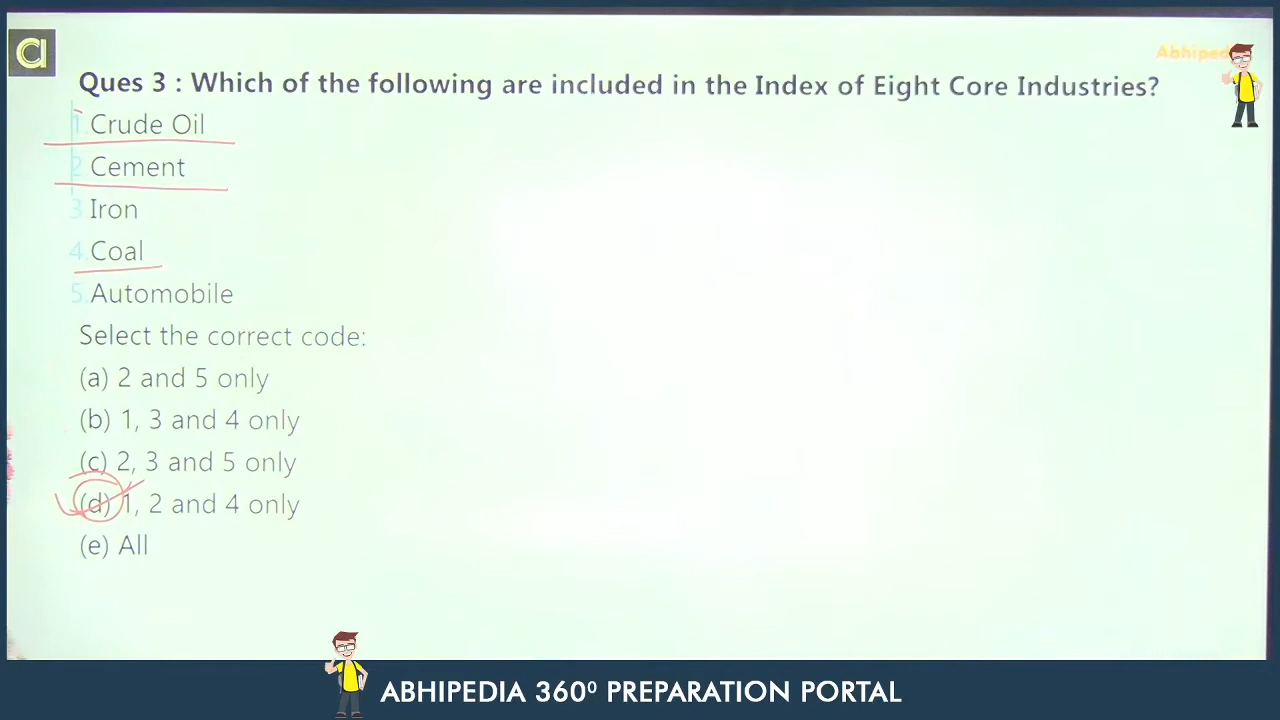 a
Abhiped
Ques 3 : Which of the following are included in the Index of Eight Core Industries?
1. Crude Oil
2 Cement
3. Iron
4. Coal
5. Automobile
Select the correct code:
(a) 2 and 5 only
(b) 1, 3 and 4 only
(c) 2, 3 and 5 only
(d) 1, 2 and 4 only
(e) All
ABHIPEDIA 360⁰ PREPARATION PORTAL